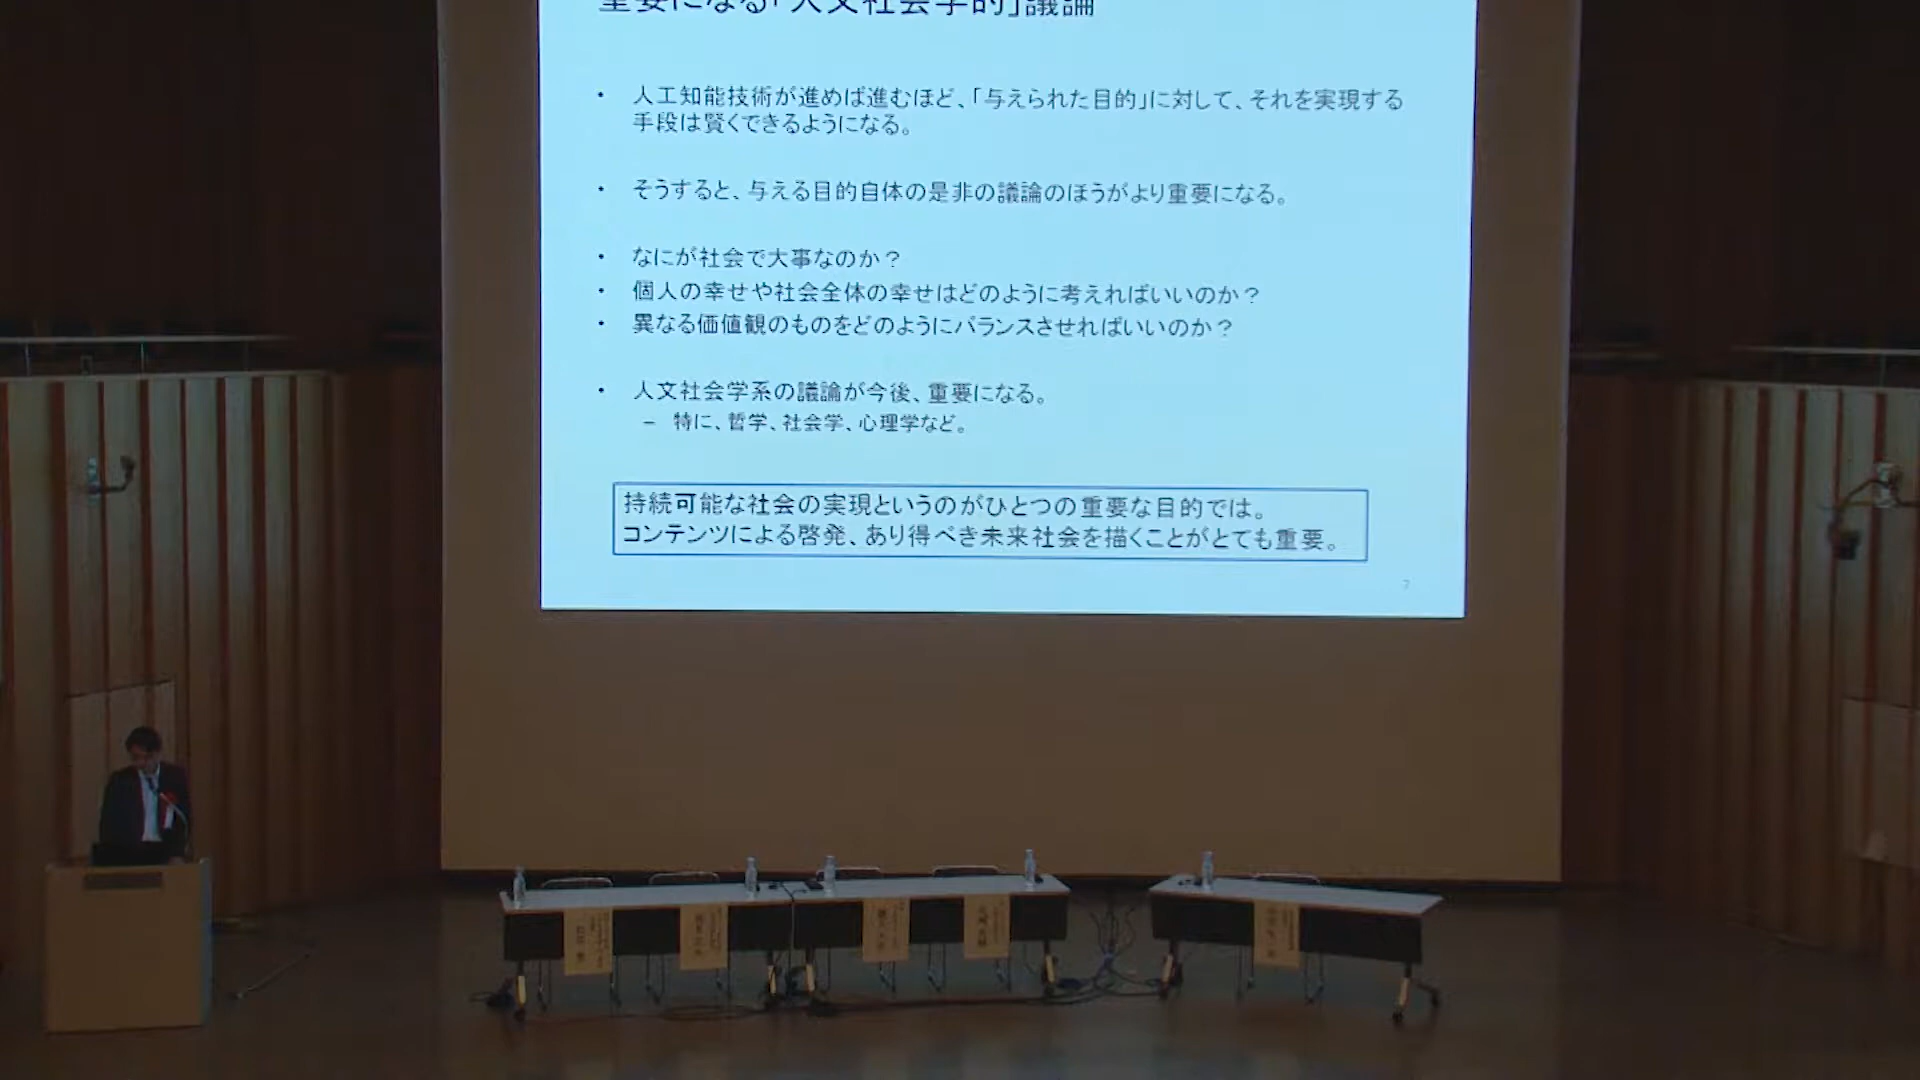 重要になる「人文社会学的」議論
・ 人工知能技術が進めば進むほど、「与えられた目的」に対して、それを実現する
手段は賢くできるようになる。
・ そうすると、与える目的自体の是非の議論のほうがより重要になる。
・ なにが社会で大事なのか？
・ 個人の幸せや社会全体の幸せはどのように考えればいいのか？
・ 異なる価値観のものをどのようにバランスさせればいいのか？
・ 人文社会学系の議論が今後、重要になる。
– 特に、哲学、社会学、心理学など。
持続可能な社会の実現というのがひとつの重要な目的では。
コンテンツによる啓発、あり得べき未来社会を描くことがとても重要。
7